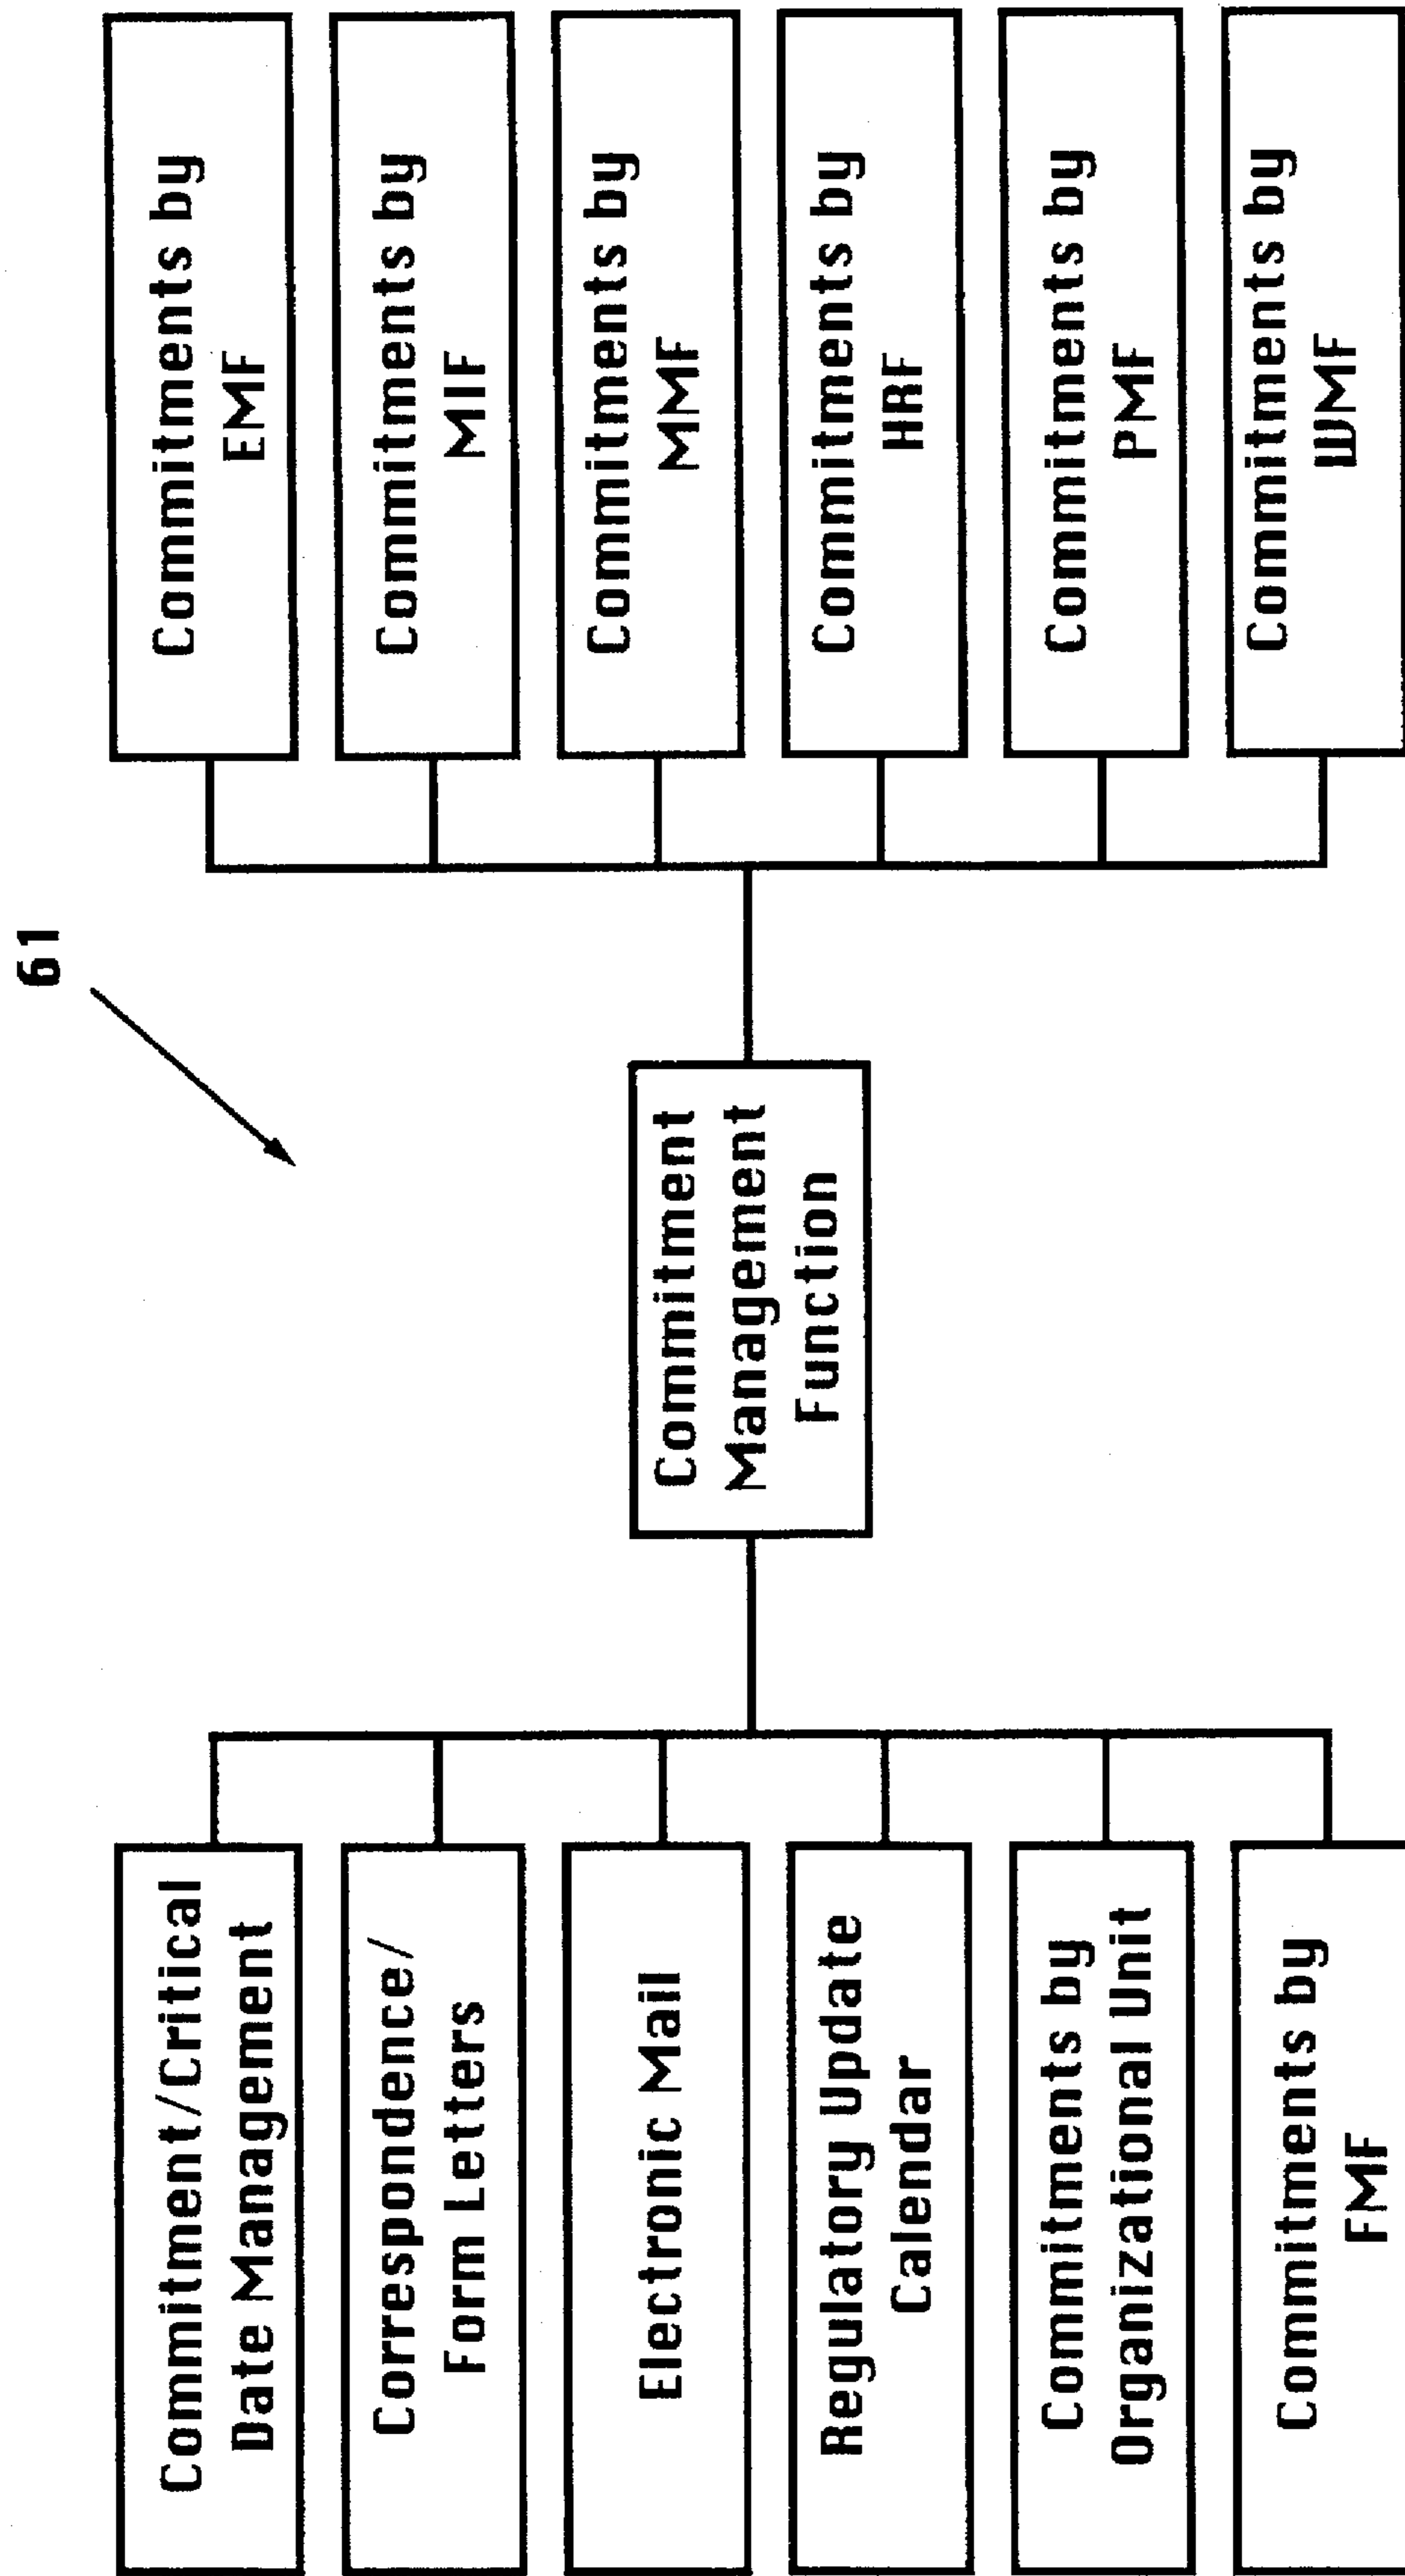 61
Commitment/Critical
Date Management
Correspondence/
Form Letters
Electronic Mail
Regulatory Update
Calendar
Commitments by
Organizational Unit
Commitments by
FMF
Commitment
Management
Function
Commitments by
EMF
Commitments by
MIF
Commitments by
MMF
Commitments by
HRF
Commitments by
PMF
Commitments by
WMF